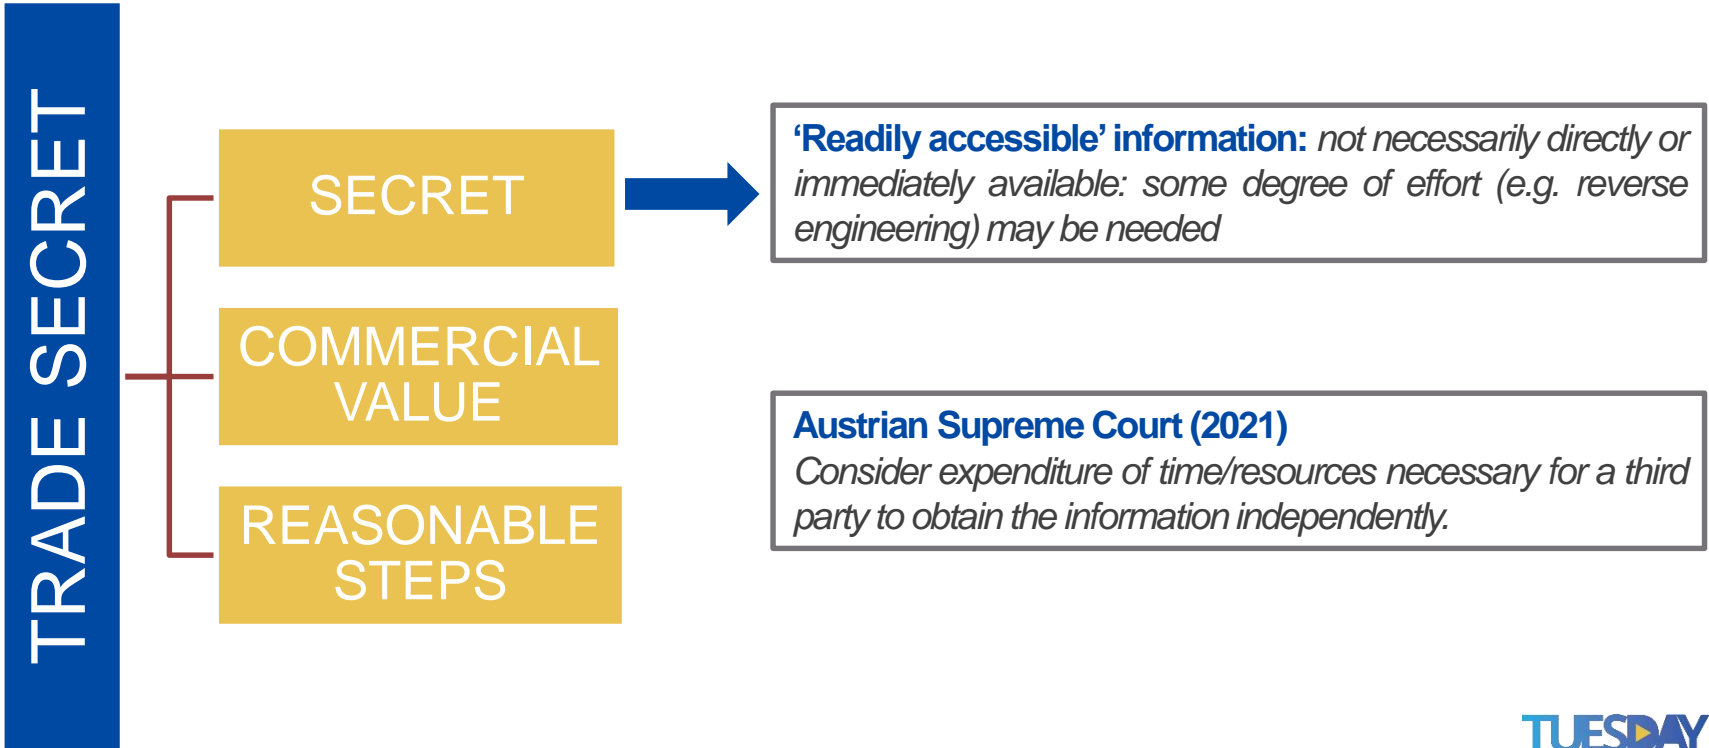 TRADE SECRET
SECRET
COMMERCIAL
VALUE
REASONABLE
STEPS
‘Readily accessible’ information: not necessarily directly or
immediately available: some degree of effort (e.g. reverse
engineering) may be needed
Austrian Supreme Court (2021)
Consider expenditure of time/resources necessary for a third
party to obtain the information independently.
TUESDAY